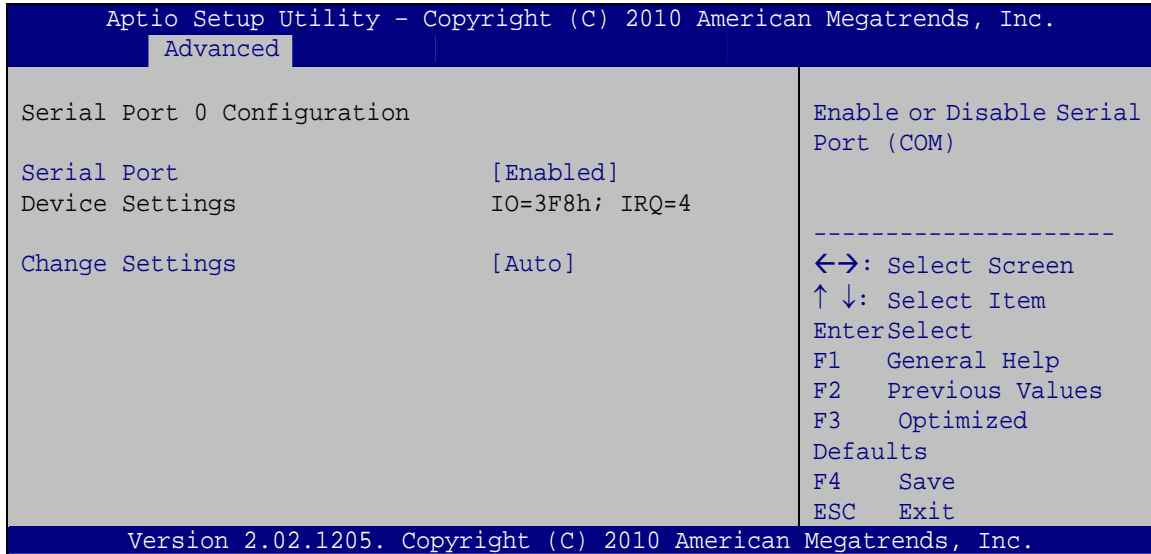 Aptio Setup Utility – Copyright (C) 2010 American Megatrends, Inc.
Advanced
Serial Port 0 Configuration
Serial Port [Enabled]
Device Settings IO=3F8h; IRQ=4
Change Settings [Auto]
Enable or Disable Serial
Port (COM)
---------------------
←→: Select Screen
↑ ↓: Select Item
EnterSelect
F1 General Help
F2 Previous Values
F3 Optimized
Defaults
F4 Save
ESC Exit
Version 2.02.1205. Copyright (C) 2010 American Megatrends, Inc.